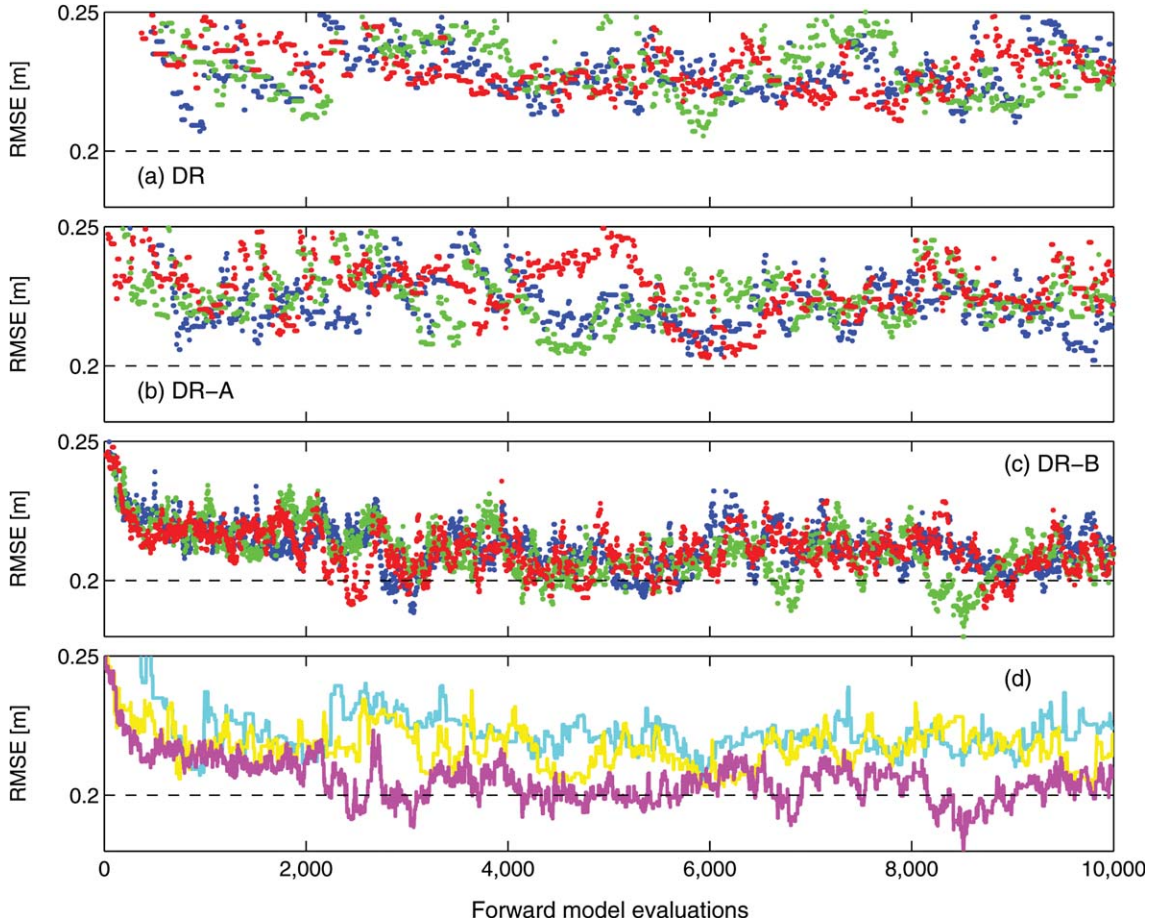 0.25
RMSE [m]
0.2
(a) DR
0.25
RMSE [m]
0.2
(b) DR−A
0.25
(c) DR−B
RMSE [m]
0.2
0.25
(d)
RMSE [m]
0.2
0 2,000 4,000 6,000 8,000 10,000
Forward model evaluations